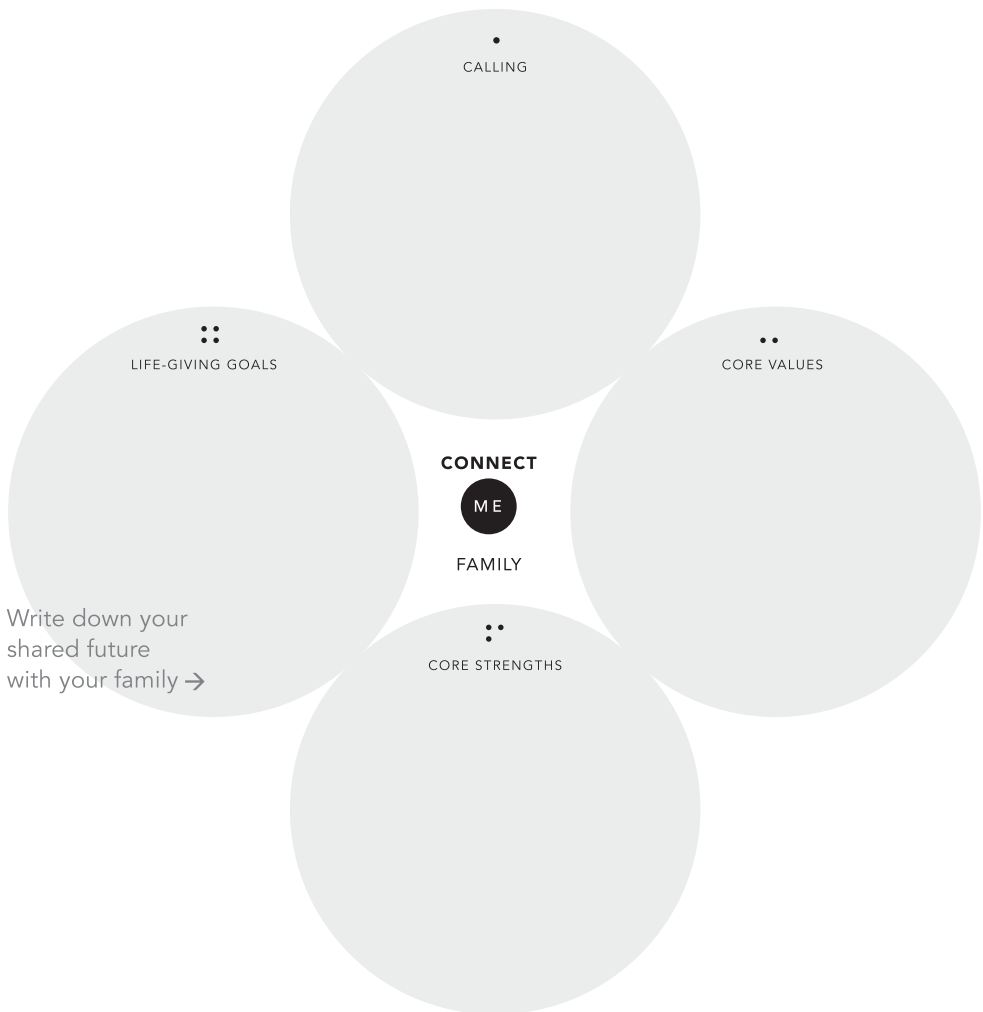 CALLING
LIFE-GIVING GOALS
CORE VALUES
CONNECT
ME
FAMILY
Write down your
shared future
with your family →
CORE STRENGTHS